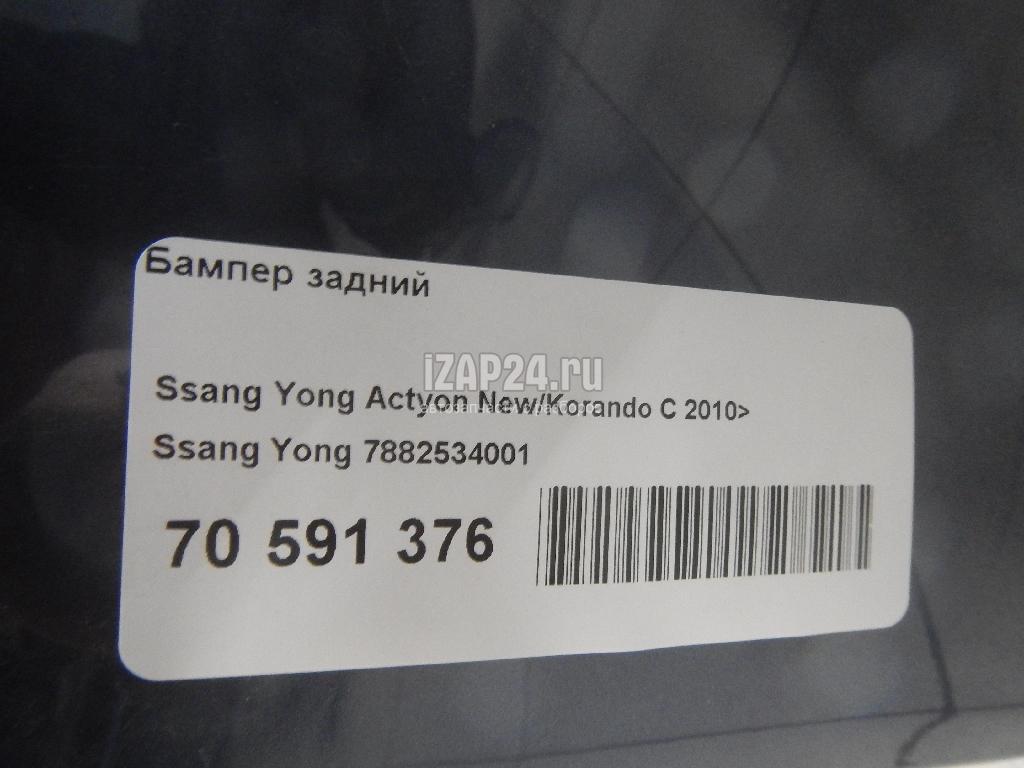 Бампер задний
iZAP24.ru
Ssang Yong Actyon New/Korando C 2010>
Ssang Yong 7882534001
70 591 376